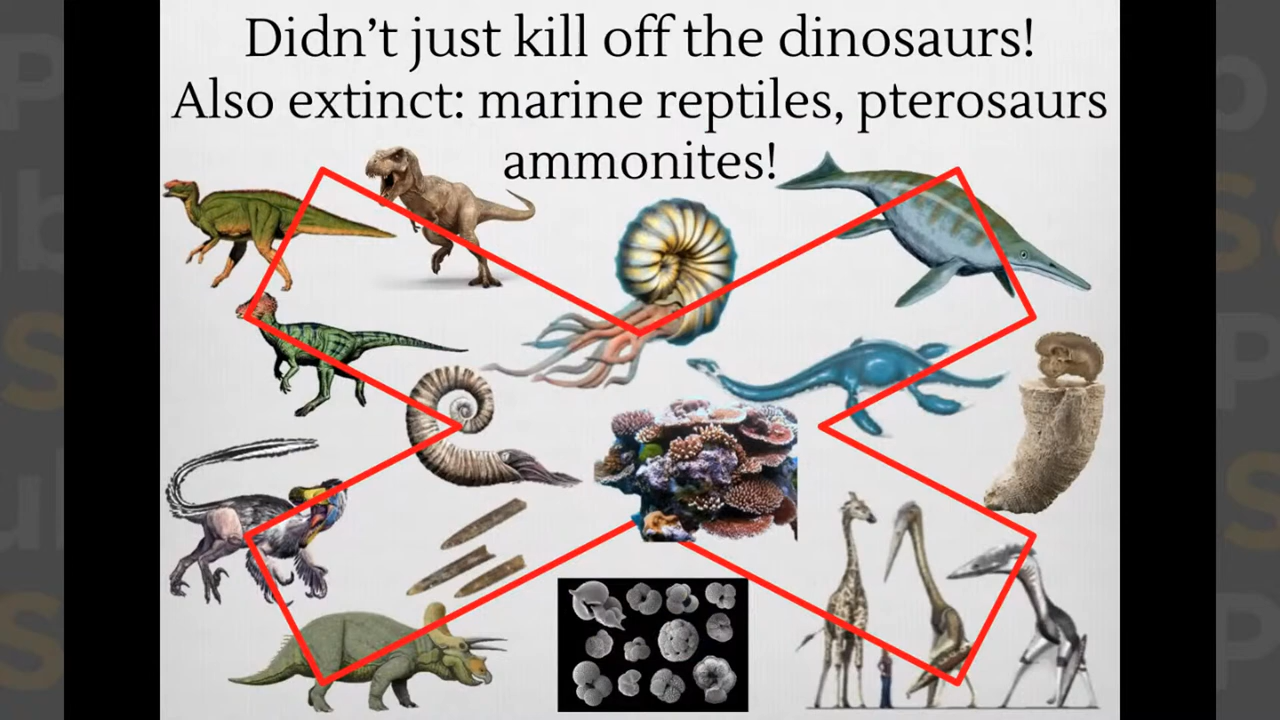 Didn't just kill off the dinosaurs!
Also extinct: marine reptiles, pterosaurs
ammonites!